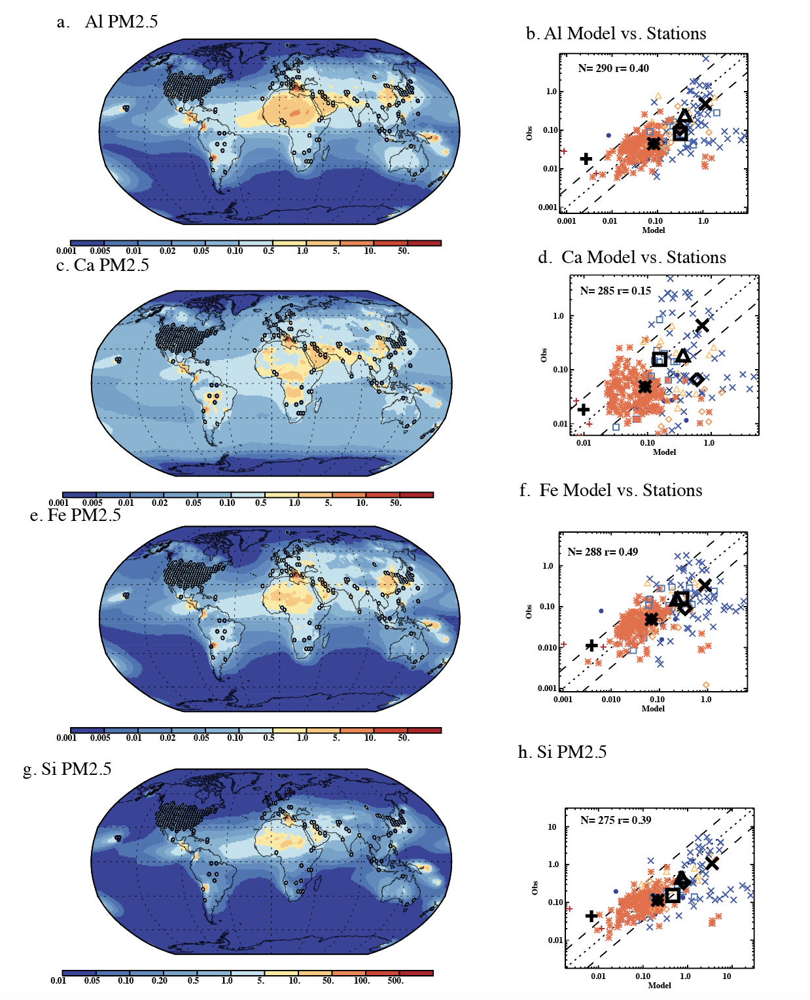 a. Al PM2.5
b. Al Model vs. Stations
N= 290 r= 0.40
1.0
0.10
0.01
0.001
Obs
0.001 0.01 0.10 1.0
Model
0.001 0.005 0.01 0.02 0.05 0.10 0.5 1.0 5. 10. 50.
c. Ca PM2.5
d. Ca Model vs. Stations
N= 285 r= 0.15
1.0
0.10
0.01
Obs
0.01 0.10 1.0
Model
0.001 0.005 0.01 0.02 0.05 0.10 0.5 1.0 5. 10. 50.
e. Fe PM2.5
f. Fe Model vs. Stations
N= 288 r= 0.49
1.0
0.10
0.010
0.001
Obs
0.001 0.010 0.10 1.0
Model
0.001 0.005 0.01 0.02 0.05 0.10 0.5 1.0 5. 10. 50.
g. Si PM2.5
h. Si PM2.5
N= 275 r= 0.39
10
1.0
0.10
0.01
Obs
0.01 0.10 1.0 10
Model
0.01 0.05 0.10 0.20 0.5 1.0 5. 10. 50. 100. 500.